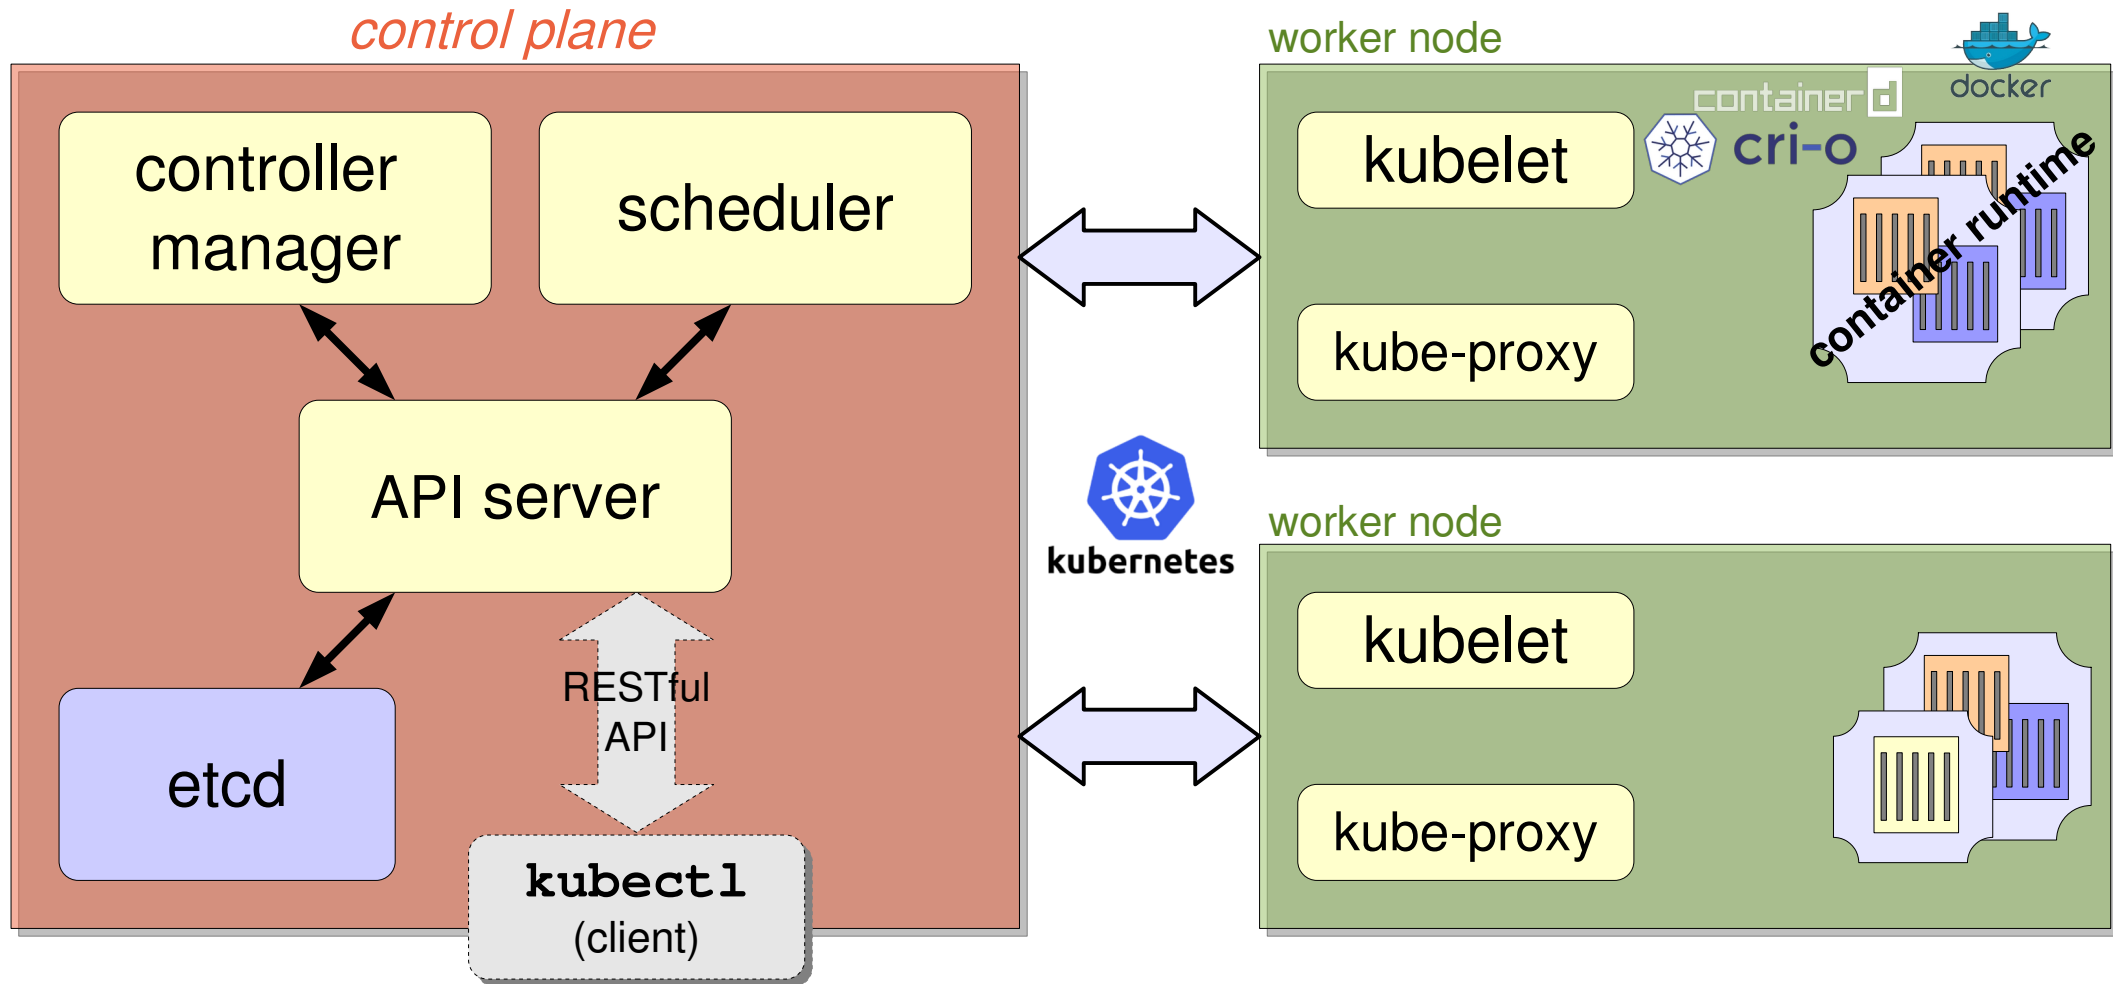 control plane
controller
manager
scheduler
API server
RESTful
API
etcd
kubectl
(client)
kubernetes
worker node
docker
containerd
cri-o
kubelet
kube-proxy
container runtime
worker node
kubelet
kube-proxy